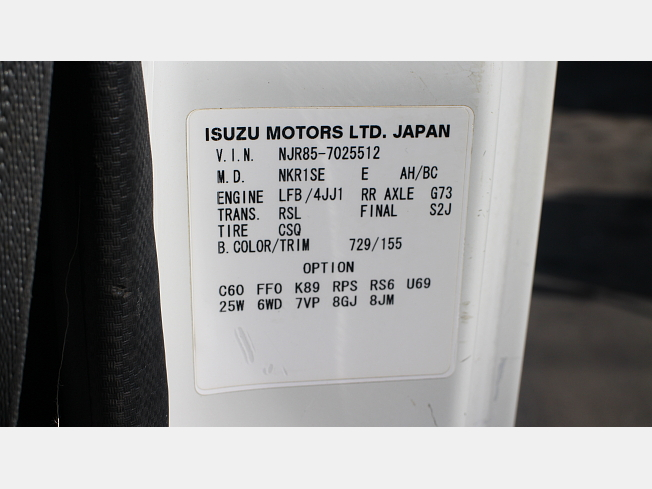 ISUZU MOTORS LTD. JAPAN
V.I.N. NJR85-7025512
M.D. NKR1SE E AH/BC
ENGINE LFB/4JJ1 RR AXLE G73
TRANS. RSL FINAL S2J
TIRE CSQ
B.COLOR/TRIM 729/155
OPTION
C60 FF0 K89 RPS RS6 U69
25W 6WD 7VP 8GJ 8JM